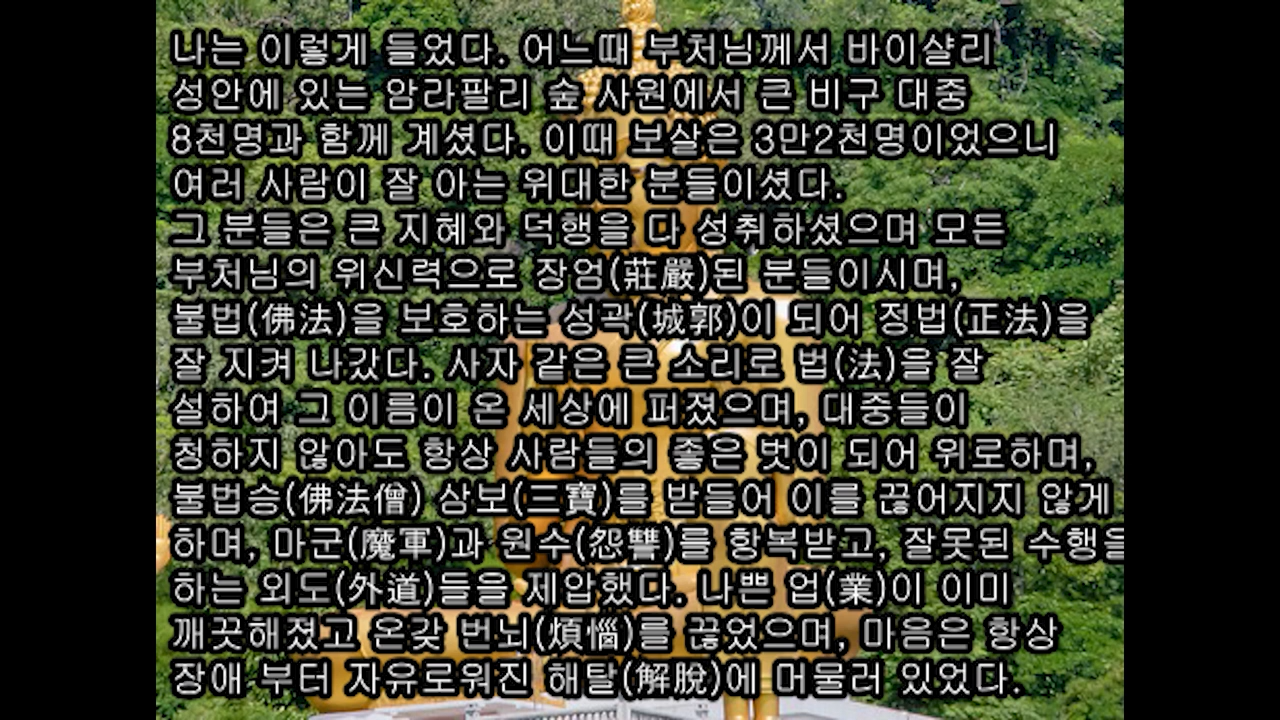 나는 이렇게 들었다. 어느때 부처님께서 바이샬리
성안에 있는 암라팔리 숲 사원에서 큰 비구 대중
8천명과 함께 계셨다. 이때 보살은 3만2천명이었으니
여러 사람이 잘 아는 위대한 분들이셨다.
그 분들은 큰 지혜와 덕행을 다 성취하셨으며 모든
부처님의 위신력으로 장엄(莊嚴)된 분들이시며,
불법(佛法)을 보호하는 성곽(城郭)이 되어 정법(正法)을
잘 지켜 나갔다. 사자 같은 큰 소리로 법(法)을 잘
설하여 그 이름이 온 세상에 퍼졌으며, 대중들이
청하지 않아도 항상 사람들의 좋은 벗이 되어 위로하며,
불법승(佛法僧) 삼보(三寶)를 받들어 이를 끊어지지 않게
하며, 마군(魔軍)과 원수(怨讐)를 항복받고, 잘못된 수행을
하는 외도(外道)들을 제압했다. 나쁜 업(業)이 이미
깨끗해졌고 온갖 번뇌(煩惱)를 끊었으며, 마음은 항상
장애 부터 자유로워진 해탈(解脫)에 머물러 있었다.